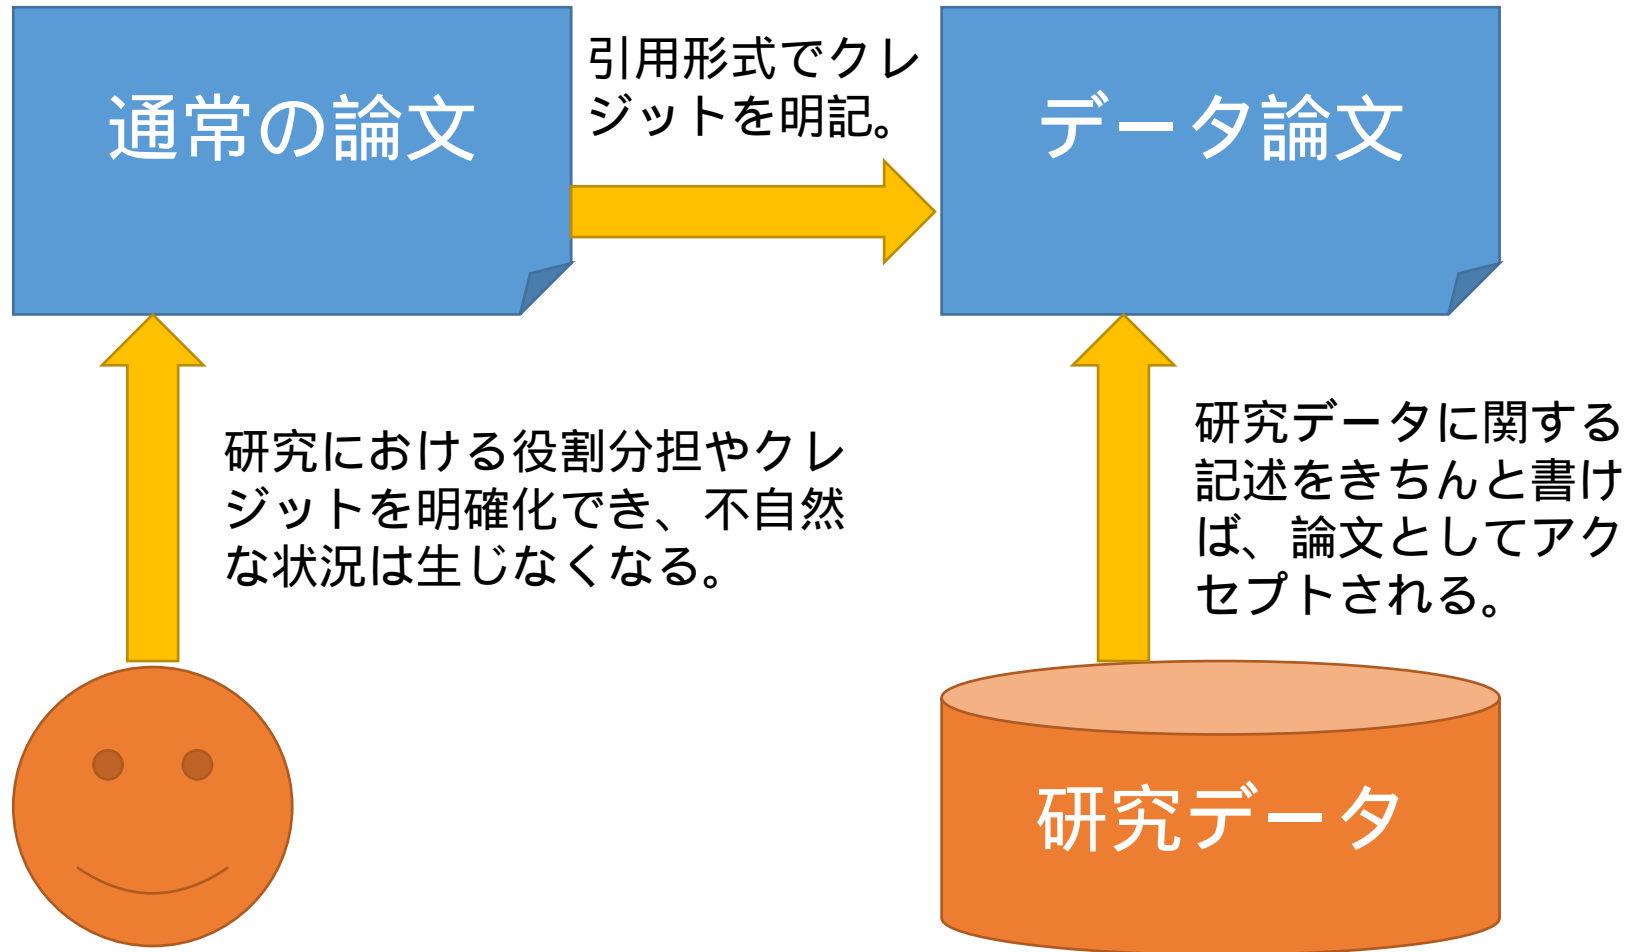 通常の論文
引用形式でクレ
ジットを明記。
データ論文
研究における役割分担やクレ
ジットを明確化でき、不自然
な状況は生じなくなる。
研究データに関する
記述をきちんと書け
ば、論文としてアク
セプトされる。
研究データ